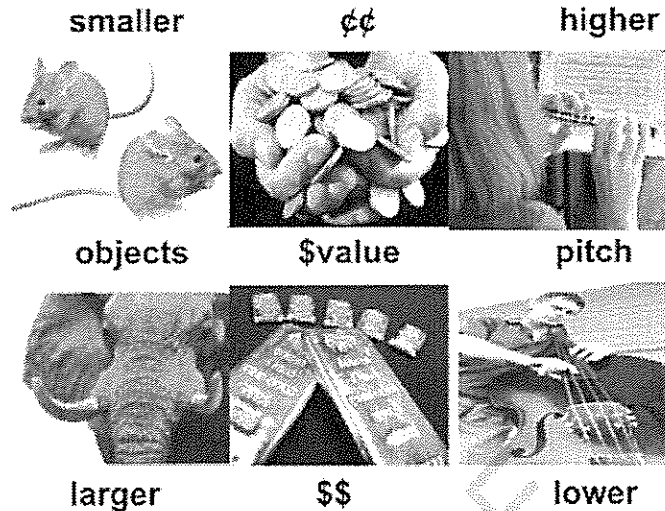 smaller ¢¢ higher
objects $value pitch
larger $$ lower